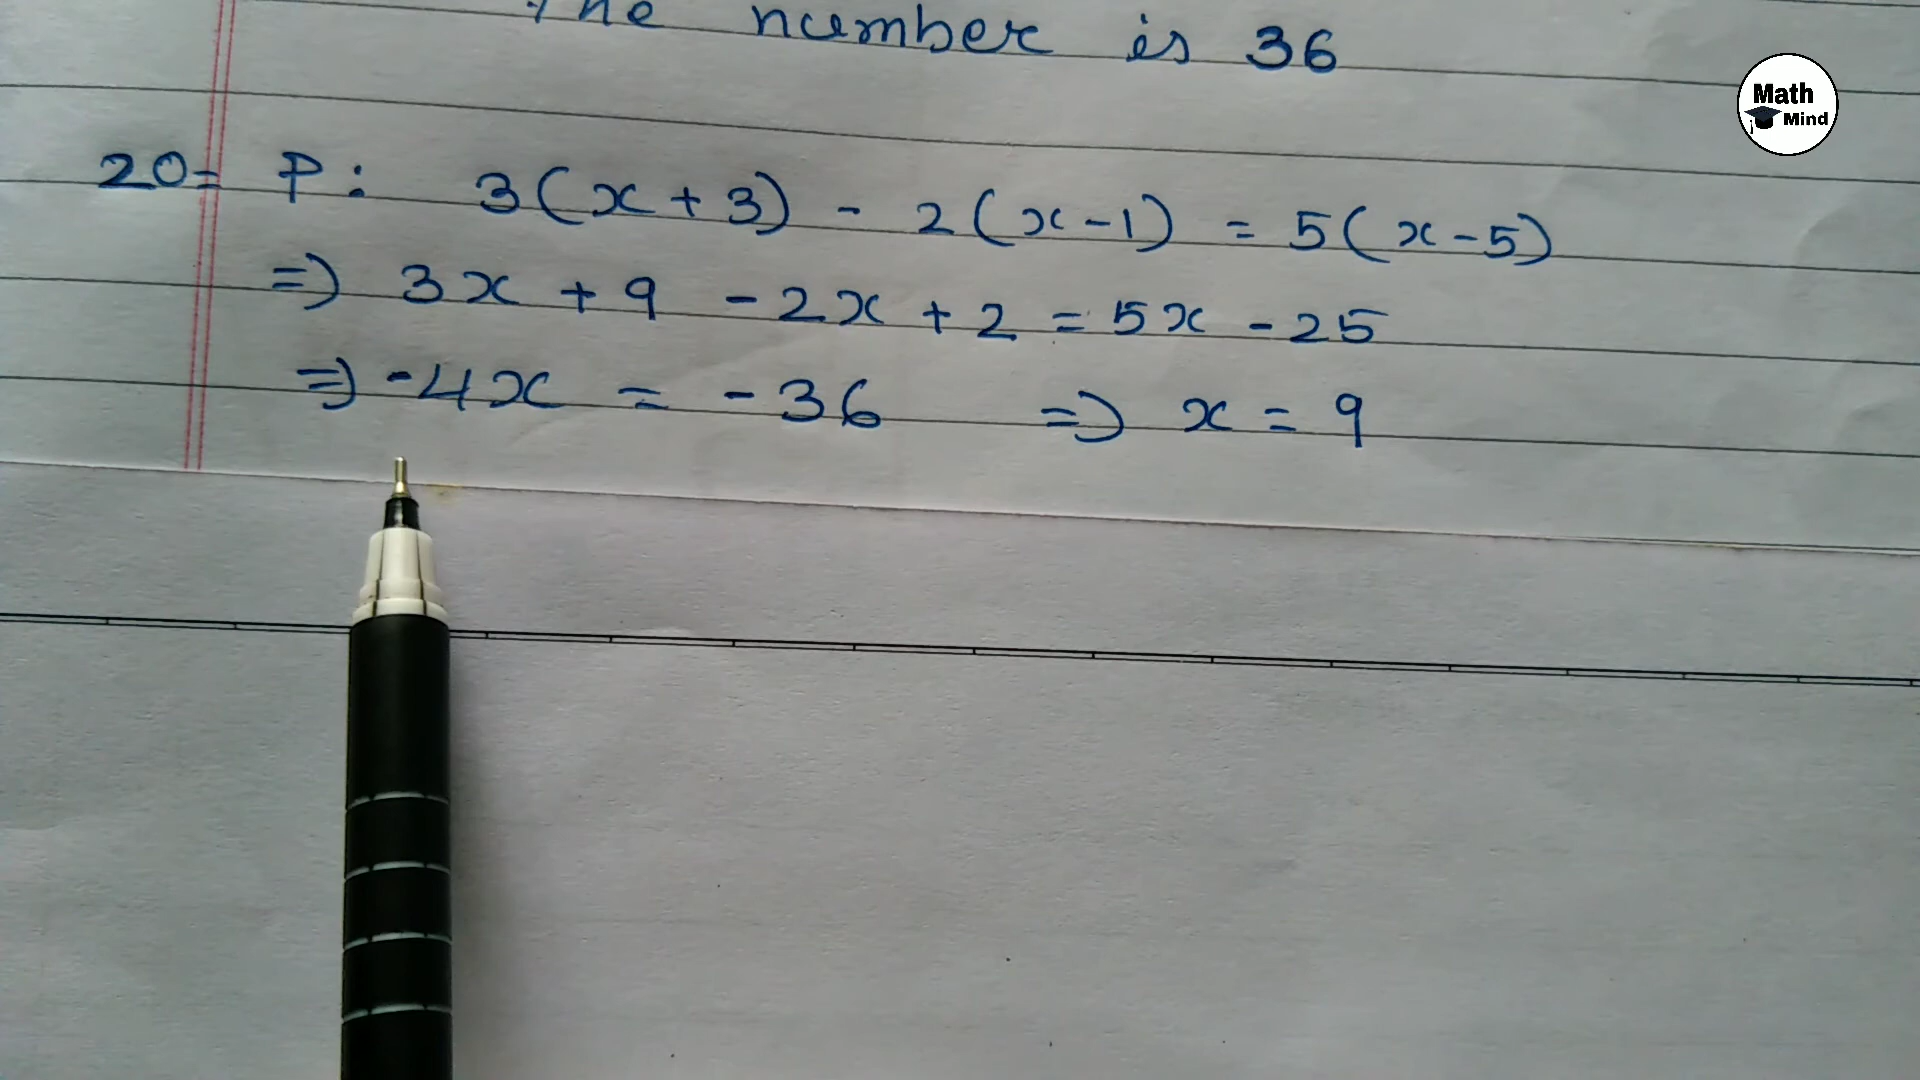 The number is 36
Math
Mind
20= P: 3(x+3) - 2(x-1) = 5(x-5)
=> 3x + 9 - 2x + 2 = 5x - 25
=> -4x = -36 => x = 9